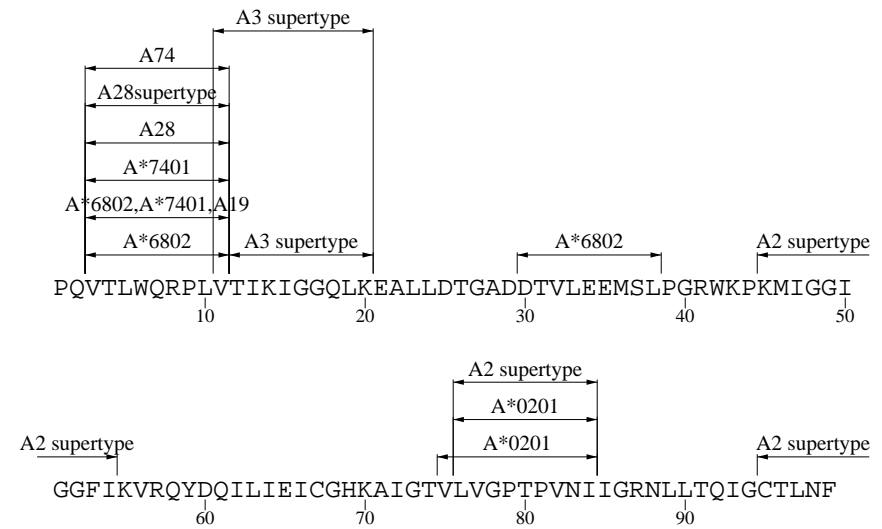 A3 supertype
A74
A28supertype
A28
A*7401
A*6802,A*7401,A19
A*6802 A3 supertype A*6802 A2 supertype
PQVTLWQRPLVTIKIGGQLKEALLDTGADDTVLEEMSLPGRWKPKMIGGI
10 20 30 40 50
A2 supertype
A*0201
A2 supertype A*0201 A2 supertype
GGFIKVRQYDQILIEICGHKAIGTVLVGPTPVNIIGRNLLTQIGCTLNF
60 70 80 90